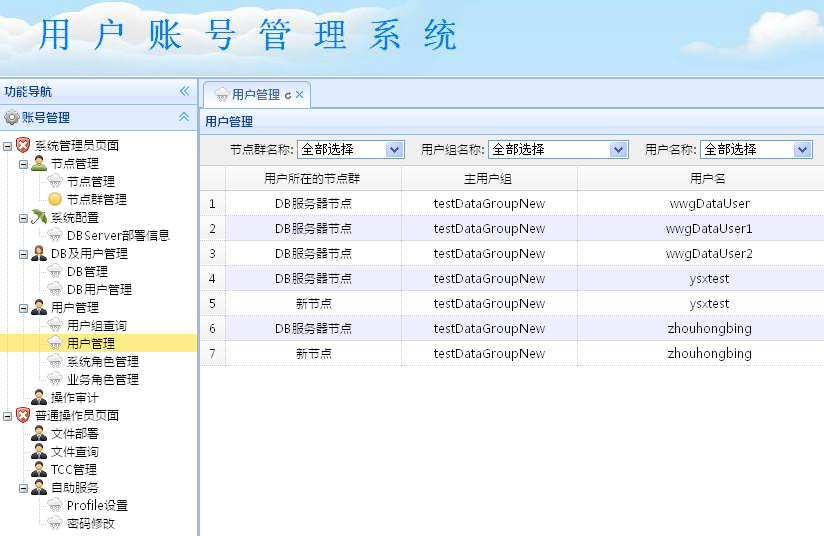 用户账号管理系统
功能导航
账号管理
系统管理员页面
节点管理
节点管理
节点群管理
系统配置
DBServer部署信息
DB及用户管理
DB管理
DB用户管理
用户管理
用户组查询
用户管理
系统角色管理
业务角色管理
操作审计
普通操作员页面
文件部署
文件查询
TCC管理
自助服务
Profile设置
密码修改
用户管理
用户管理
节点群名称: 全部选择 用户组名称: 全部选择 用户名称: 全部选择
用户所在的节点群 主用户组 用户名
1 DB服务器节点 testDataGroupNew wwgDataUser
2 DB服务器节点 testDataGroupNew wwgDataUser1
3 DB服务器节点 testDataGroupNew wwgDataUser2
4 DB服务器节点 testDataGroupNew ysxtest
5 新节点 testDataGroupNew ysxtest
6 DB服务器节点 testDataGroupNew zhouhongbing
7 新节点 testDataGroupNew zhouhongbing